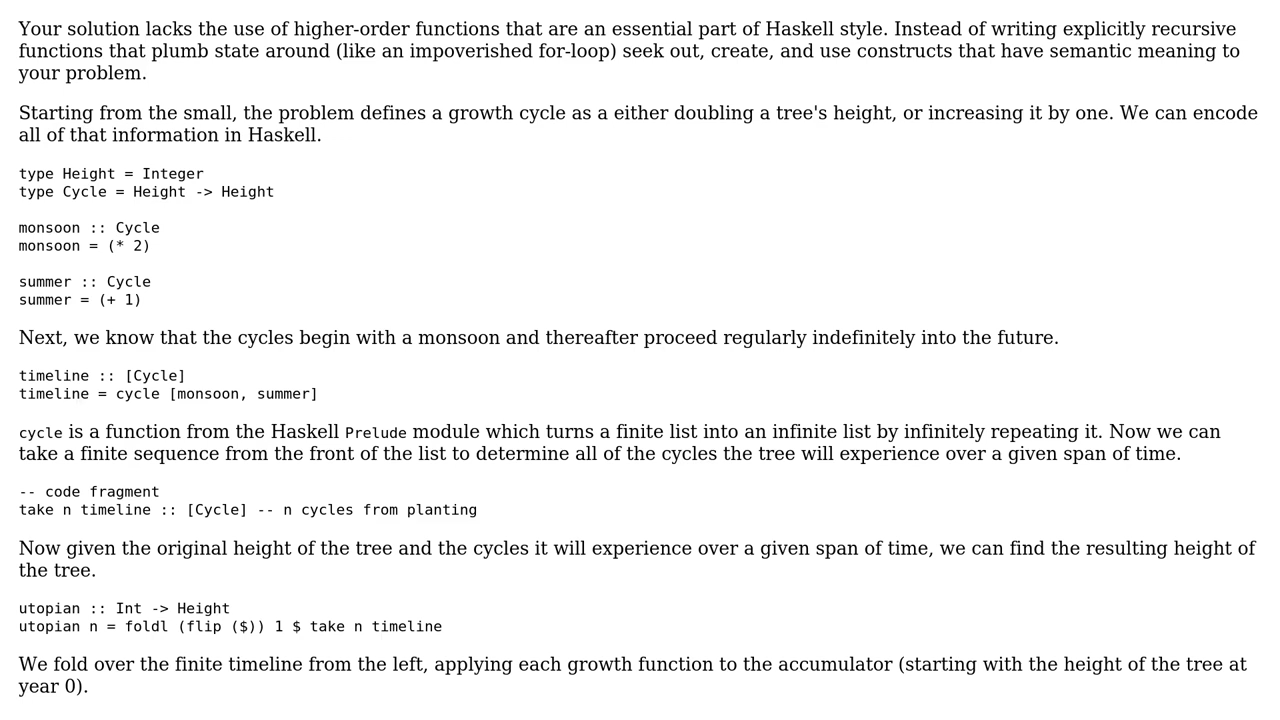 Your solution lacks the use of higher-order functions that are an essential part of Haskell style. Instead of writing explicitly recursive
functions that plumb state around (like an impoverished for-loop) seek out, create, and use constructs that have semantic meaning to
your problem.
Starting from the small, the problem defines a growth cycle as a either doubling a tree's height, or increasing it by one. We can encode
all of that information in Haskell.
type Height = Integer
type Cycle = Height -> Height
monsoon :: Cycle
monsoon = (* 2)
summer :: Cycle
summer = (+ 1)
Next, we know that the cycles begin with a monsoon and thereafter proceed regularly indefinitely into the future.
timeline :: [Cycle]
timeline = cycle [monsoon, summer]
cycle is a function from the Haskell Prelude module which turns a finite list into an infinite list by infinitely repeating it. Now we can
take a finite sequence from the front of the list to determine all of the cycles the tree will experience over a given span of time.
-- code fragment
take n timeline :: [Cycle] -- n cycles from planting
Now given the original height of the tree and the cycles it will experience over a given span of time, we can find the resulting height of
the tree.
utopian :: Int -> Height
utopian n = foldl (flip ($)) 1 $ take n timeline
We fold over the finite timeline from the left, applying each growth function to the accumulator (starting with the height of the tree at
year 0).